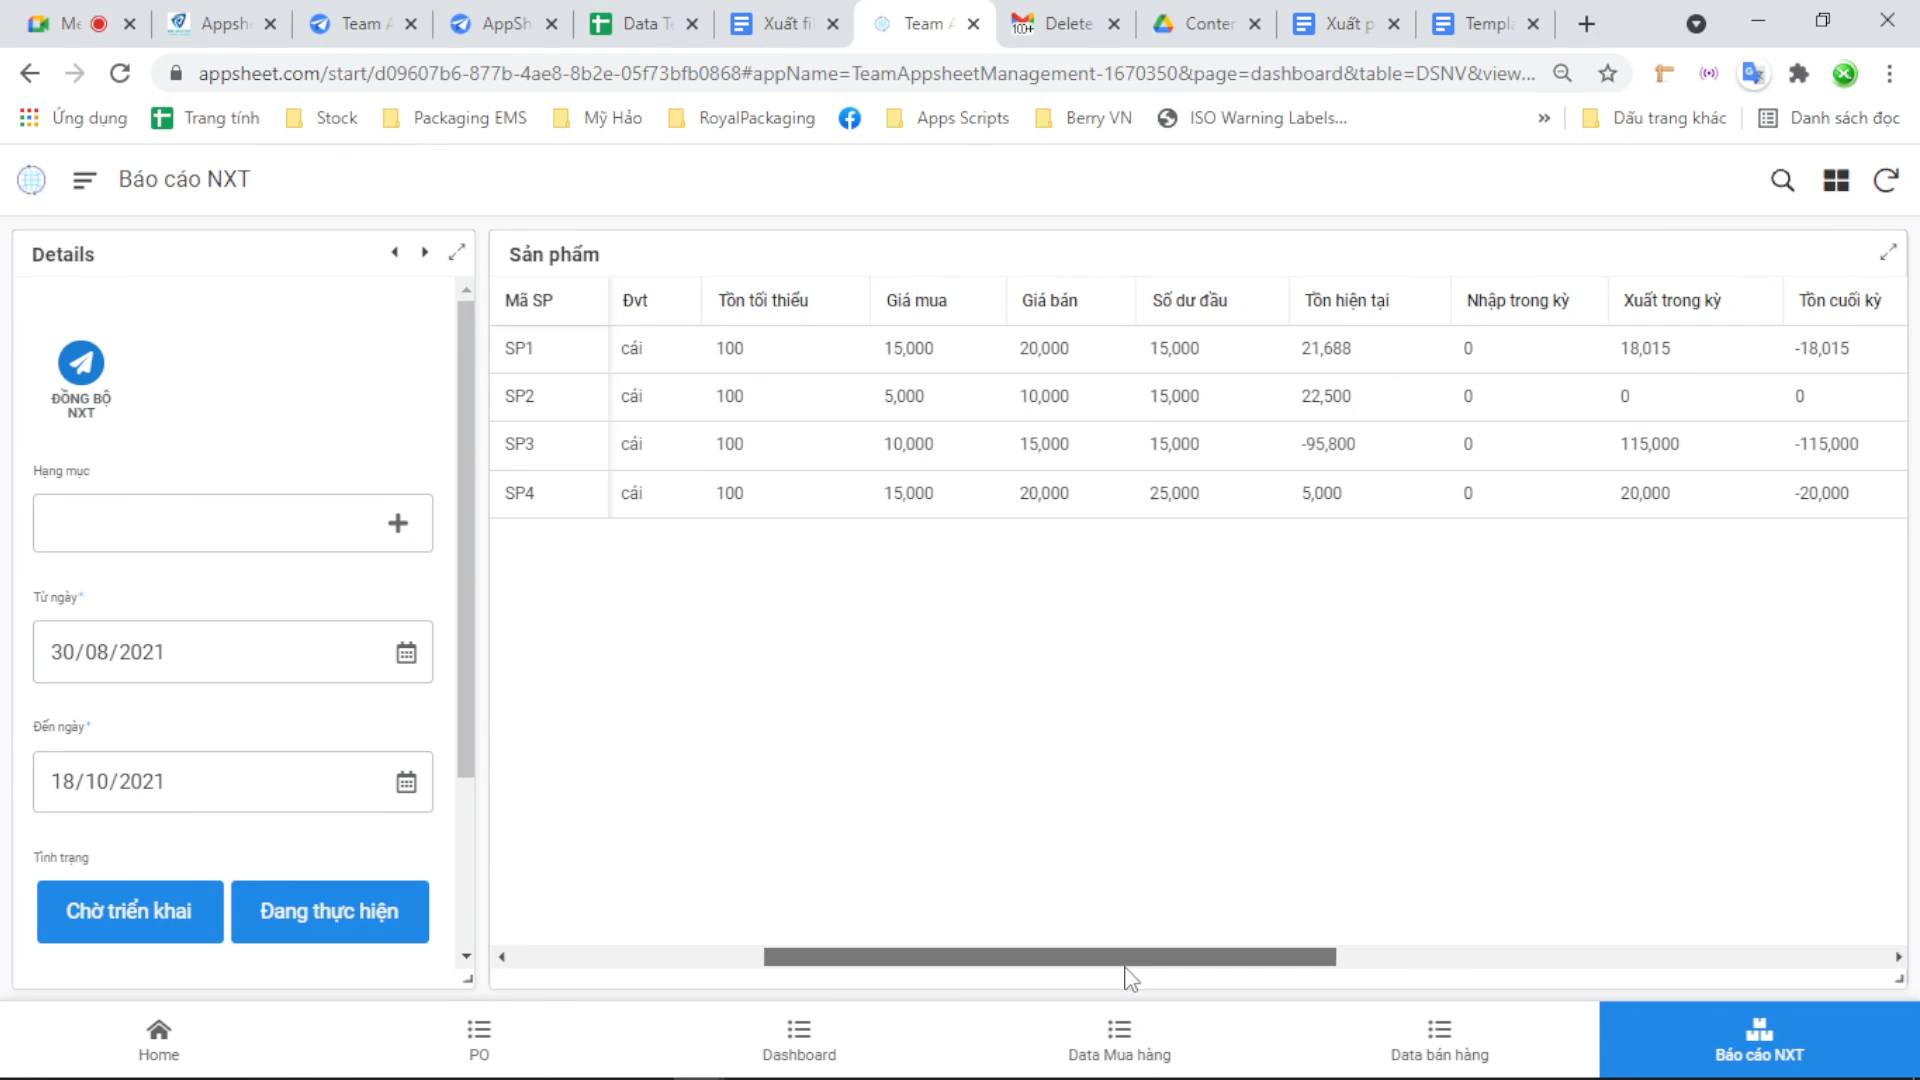 Me
Appshe
Team A
AppSh
Data Te
Xuất fil
Team A
Delete
Conter
Xuất p
Templa
appsheet.com/start/d09607b6-877b-4ae8-8b2e-05f73bfb0868#appName=TeamAppsheetManagement-1670350&page=dashboard&table=DSNV&view...
Ứng dụng
Trang tính
Stock
Packaging EMS
Mỹ Hảo
RoyalPackaging
Apps Scripts
Berry VN
ISO Warning Labels...
»
Dấu trang khác
Danh sách đọc
Báo cáo NXT
Details
ĐỒNG BỘ
NXT
Hạng mục
Từ ngày*
30/08/2021
Đến ngày*
18/10/2021
Tình trạng
Chờ triển khai
Đang thực hiện
Sản phẩm
Mã SP Đvt Tồn tối thiểu Giá mua Giá bán Số dư đầu Tồn hiện tại Nhập trong kỳ Xuất trong kỳ Tồn cuối kỳ
SP1 cái 100 15,000 20,000 15,000 21,688 0 18,015 -18,015
SP2 cái 100 5,000 10,000 15,000 22,500 0 0 0
SP3 cái 100 10,000 15,000 15,000 -95,800 0 115,000 -115,000
SP4 cái 100 15,000 20,000 25,000 5,000 0 20,000 -20,000
Home
PO
Dashboard
Data Mua hàng
Data bán hàng
Báo cáo NXT